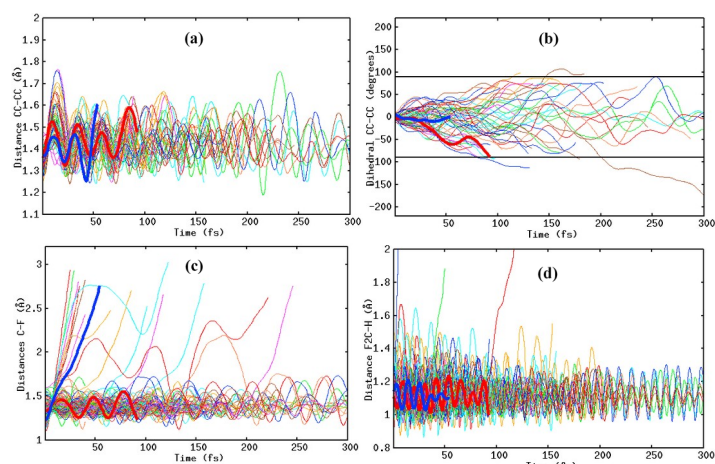 2
1.9
1.8
1.7
1.6
1.5
1.4
1.3
1.2
1.1
Distance CC-CC (Å)
(a)
50 100 150 200 250 300
Time (fs)
200
150
100
50
0
-50
-100
-150
-200
Dihedral CC-CC (degrees)
(b)
50 100 150 200 250 300
Time (fs)
3
2.5
2
1.5
1
Distances C-F (Å)
(c)
0 50 100 150 200 250 300
Time (fs)
2
1.8
1.6
1.4
1.2
1
0.8
Distance F2C-H (Å)
(d)
50 100 150 200 250 300